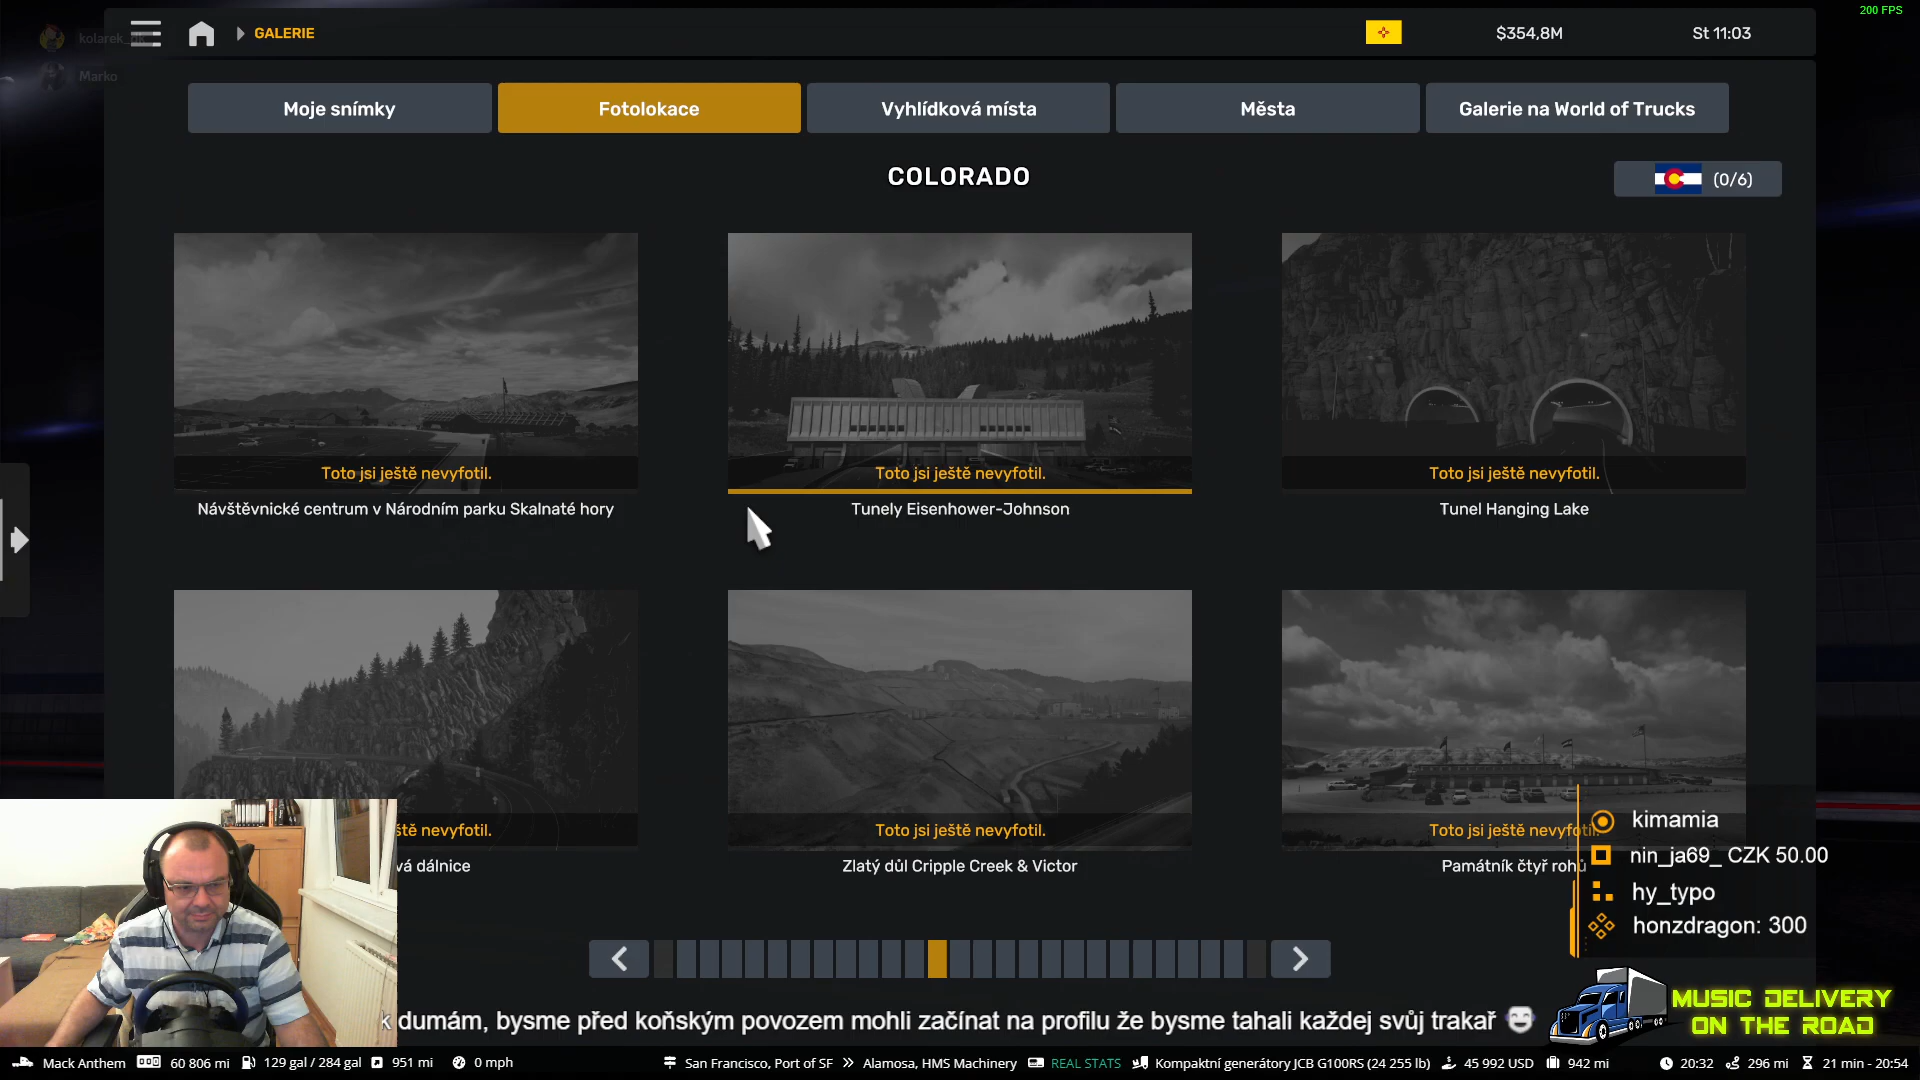 200 FPS
kolarek_
Marko
GALERIE
$354,8M
St 11:03
Moje snímky
Fotolokace
Vyhlídková místa
Města
Galerie na World of Trucks
COLORADO
(0/6)
Toto jsi ještě nevyfotil.
Toto jsi ještě nevyfotil.
Toto jsi ještě nevyfotil.
Návštěvnické centrum v Národním parku Skalnaté hory
Tunely Eisenhower-Johnson
Tunel Hanging Lake
ště nevyfotil.
Toto jsi ještě nevyfotil.
Toto jsi ještě nevyfotil.
vá dálnice
Zlatý důl Cripple Creek & Victor
Památník čtyř rohů
kimamia
nin_ja69_ CZK 50.00
hy_typo
honzdragon: 300
k dumám, bysme před koňským povozem mohli začínat na profilu že bysme tahali každej svůj trakař
MUSIC DELIVERY
ON THE ROAD
Mack Anthem 60 806 mi 129 gal / 284 gal 951 mi 0 mph San Francisco, Port of SF Alamosa, HMS Machinery REAL STATS Kompaktní generátory JCB G100RS (24 255 lb) 45 992 USD 942 mi 20:32 296 mi 21 min - 20:54